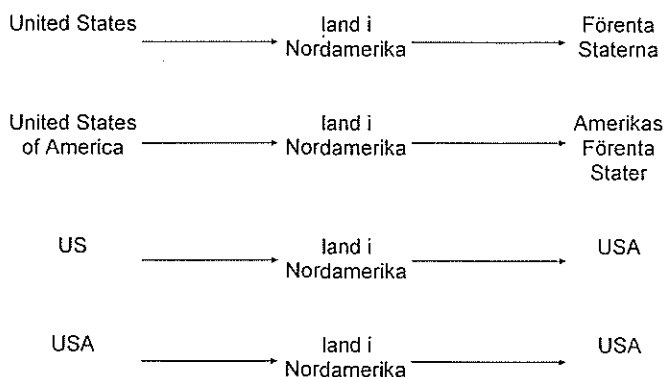 United States
land i
Nordamerika
Förenta
Staterna
United States
of America
land i
Nordamerika
Amerikas
Förenta
Stater
US
land i
Nordamerika
USA
USA
land i
Nordamerika
USA